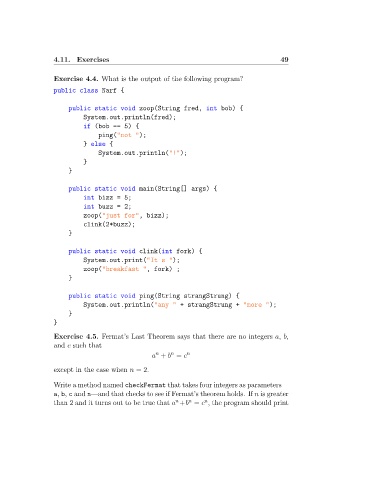 4.11. Exercises 49
Exercise 4.4. What is the output of the following program?
public class Narf {
public static void zoop(String fred, int bob) {
System.out.println(fred);
if (bob == 5) {
ping("not ");
} else {
System.out.println("!");
}
}
public static void main(String[] args) {
int bizz = 5;
int buzz = 2;
zoop("just for", bizz);
clink(2*buzz);
}
public static void clink(int fork) {
System.out.print("It s ");
zoop("breakfast ", fork) ;
}
public static void ping(String strangStrung) {
System.out.println("any " + strangStrung + "more ");
}
}
Exercise 4.5. Fermat's Last Theorem says that there are no integers a, b,
and c such that
aⁿ + bⁿ = cⁿ
except in the case when n = 2.
Write a method named checkFermat that takes four integers as parameters
a, b, c and n—and that checks to see if Fermat's theorem holds. If n is greater
than 2 and it turns out to be true that aⁿ + bⁿ = cⁿ, the program should print